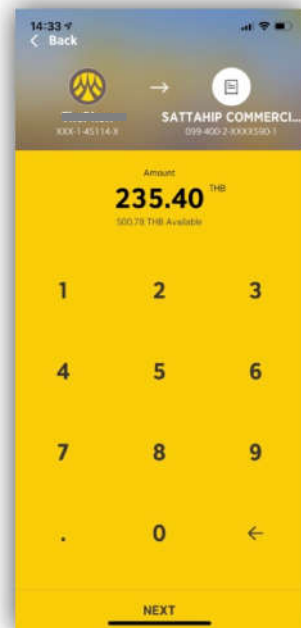 14:33
Back
SATTAHIP COMMERCI...
XXX-1-45114-X
099-400-2-XXXX590-1
Amount
235.40 THB
500.78 THB Available
1 2 3
4 5 6
7 8 9
. 0 ←
NEXT